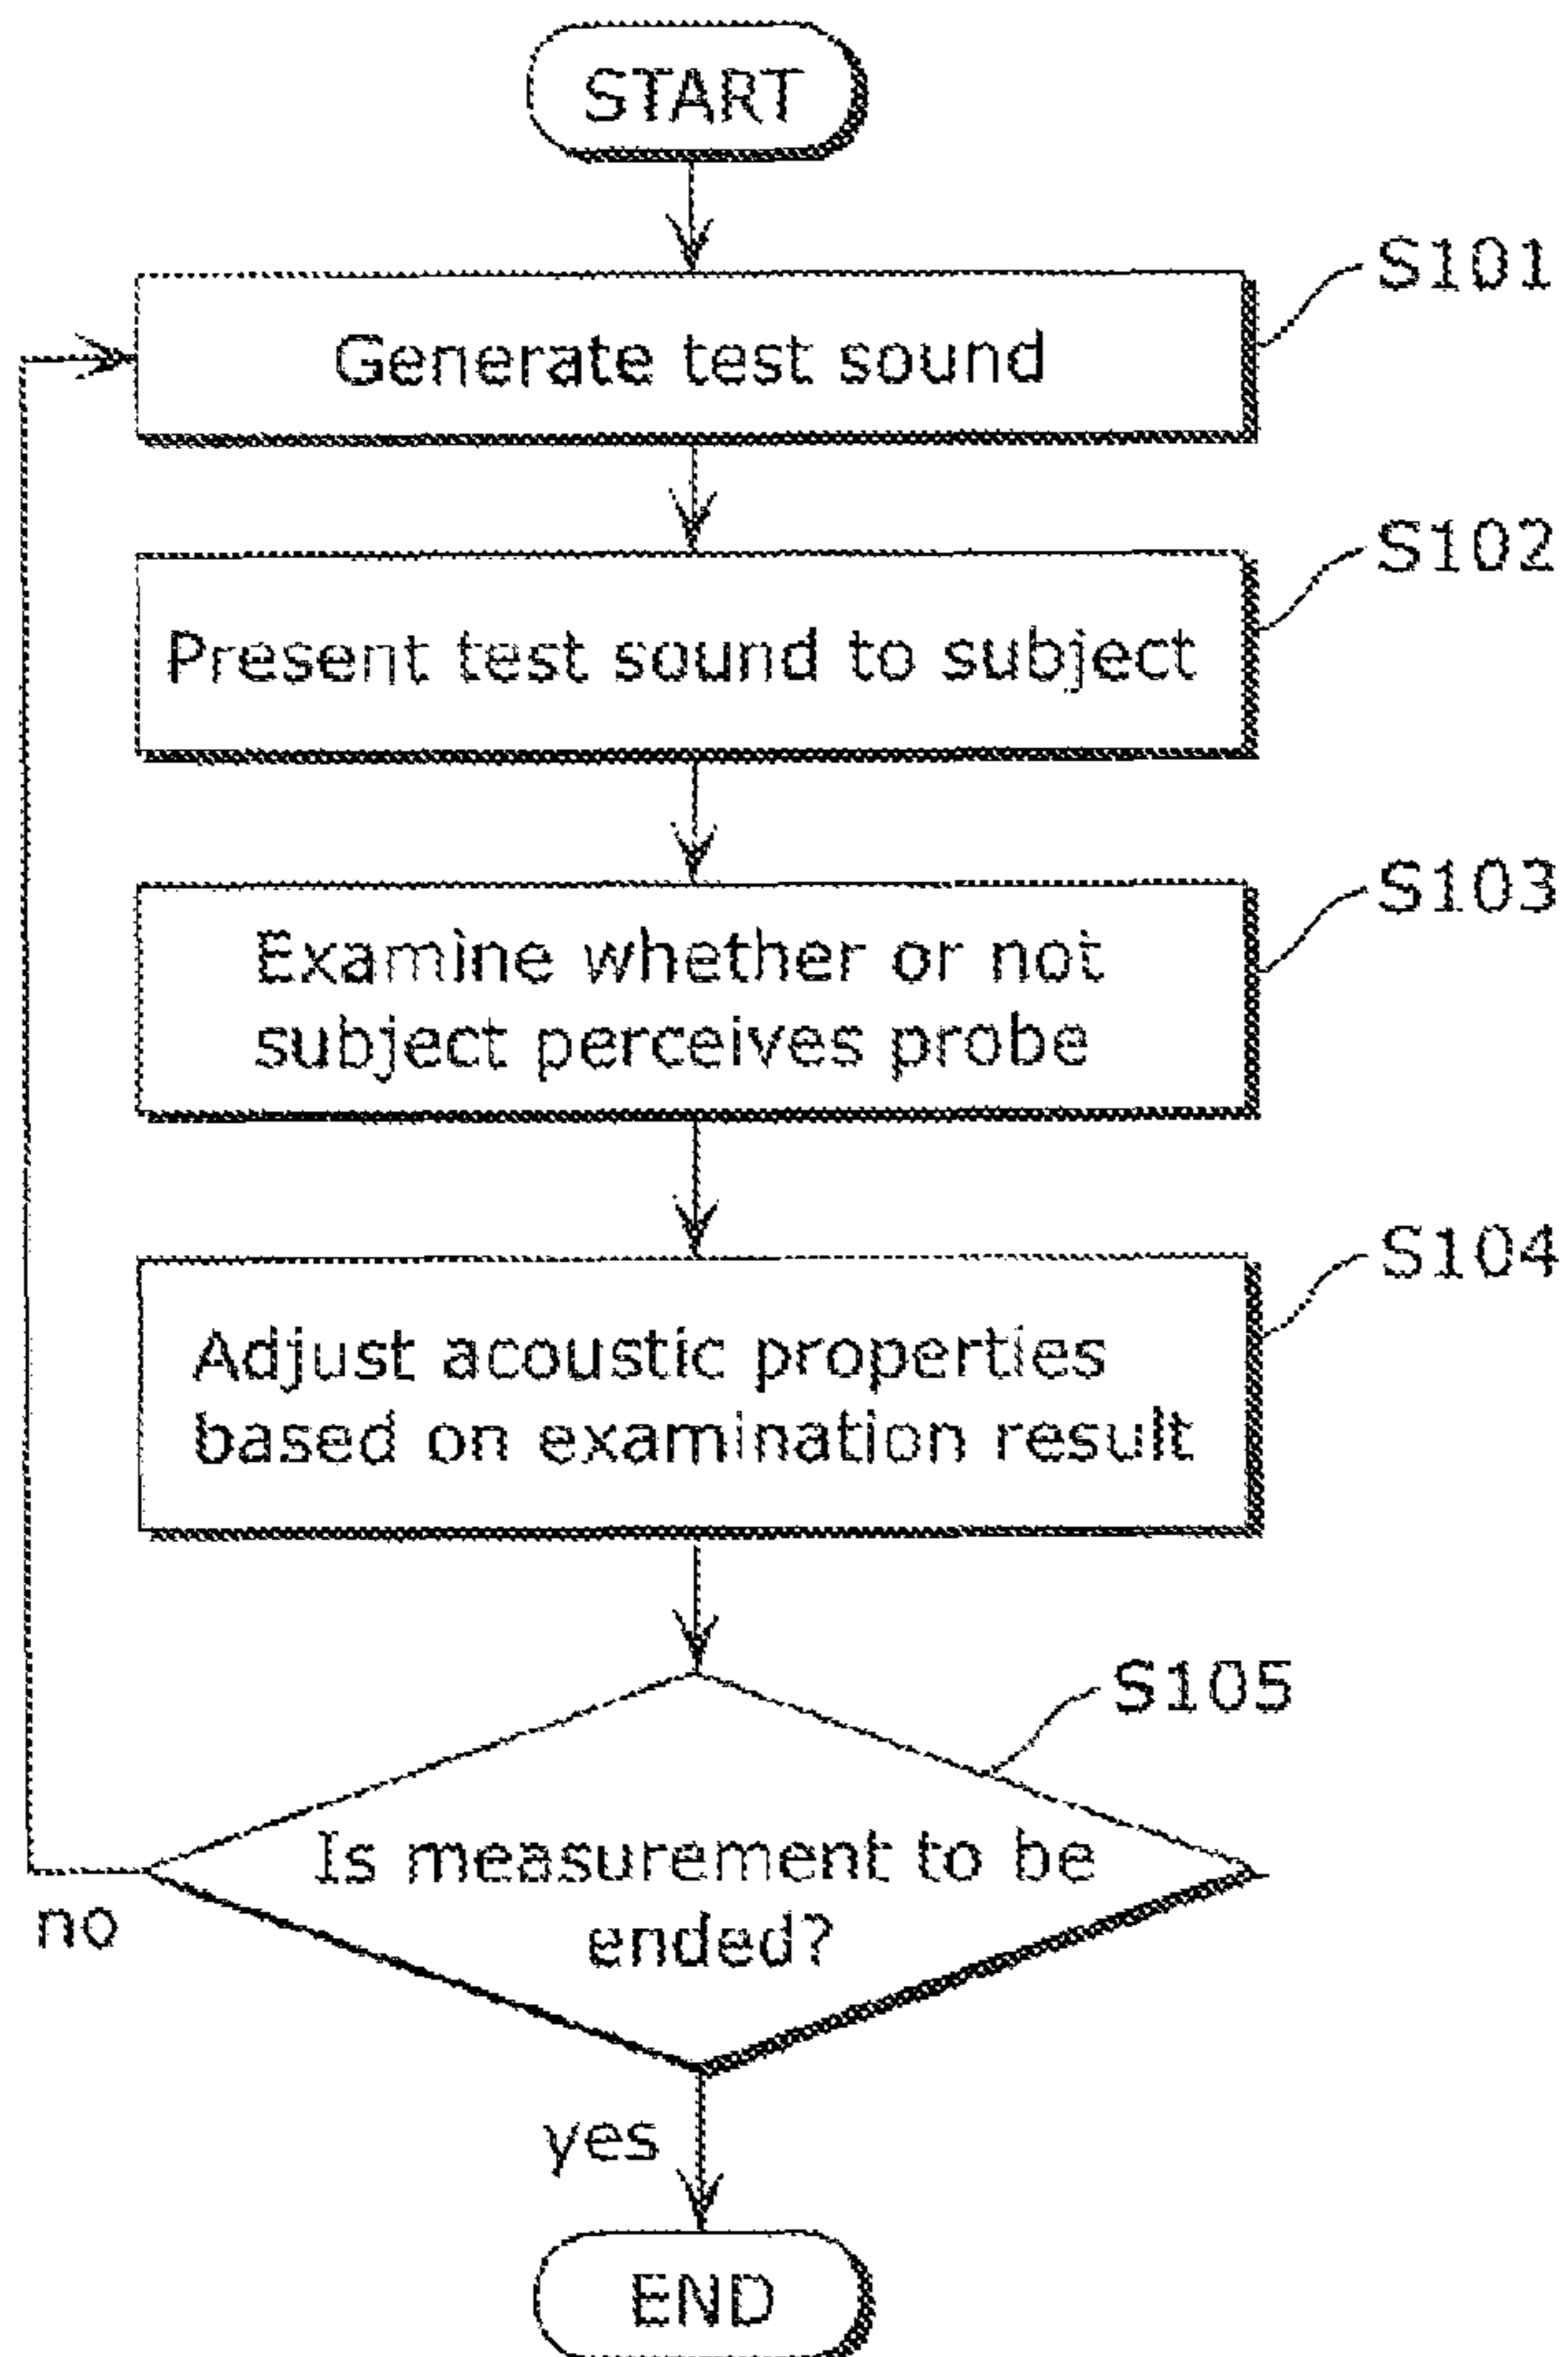 START
S101
Generate test sound
S102
Present test sound to subject
S103
Examine whether or not
subject perceives probe
S104
Adjust acoustic properties
based on examination result
S105
Is measurement to be
ended?
no
yes
END